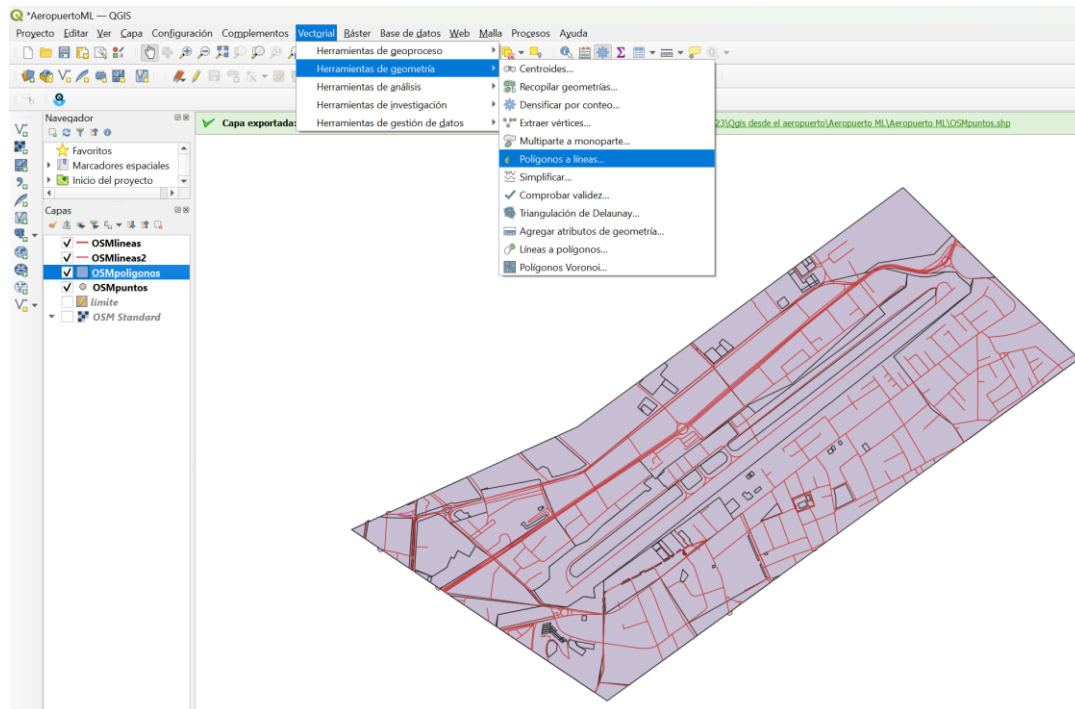 *AeropuertoML — QGIS
Proyecto Editar Ver Capa Configuración Complementos Vectorial Ráster Base de datos Web Malla Procesos Ayuda
Herramientas de geoproceso
Herramientas de geometría
Herramientas de análisis
Herramientas de investigación
Herramientas de gestión de datos
Centroides...
Recopilar geometrías...
Densificar por conteo...
Extraer vértices...
Multiparte a monoparte...
Polígonos a líneas...
Simplificar...
Comprobar validez...
Triangulación de Delaunay...
Agregar atributos de geometría...
Líneas a polígonos...
Polígonos Voronoi...
Capa exportada:
23\Qgis desde el aeropuerto\Aeropuerto ML\Aeropuerto ML\OSMpuntos.shp
Navegador
Favoritos
Marcadores espaciales
Inicio del proyecto
Capas
OSMlineas
OSMlineas2
OSMpoligonos
OSMpuntos
límite
OSM Standard